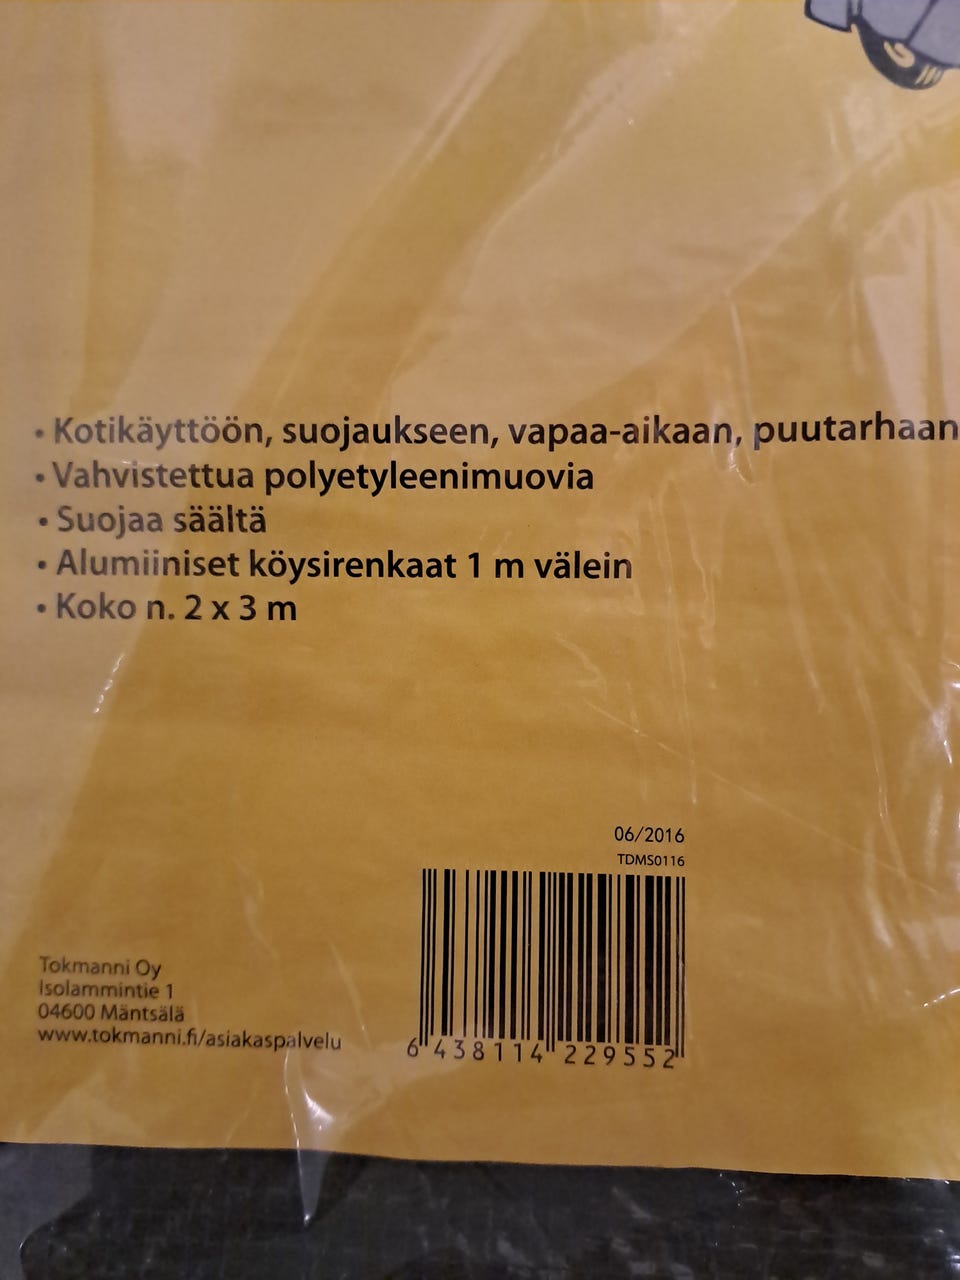 • Kotikäyttöön, suojaukseen, vapaa-aikaan, puutarhaan
• Vahvistettua polyetyleenimuovia
• Suojaa säältä
• Alumiiniset köysirenkaat 1 m välein
• Koko n. 2 x 3 m
06/2016
TDMS0116
Tokmanni Oy
Isolammintie 1
04600 Mäntsälä
www.tokmanni.fi/asiakaspalvelu
6 438114 229552